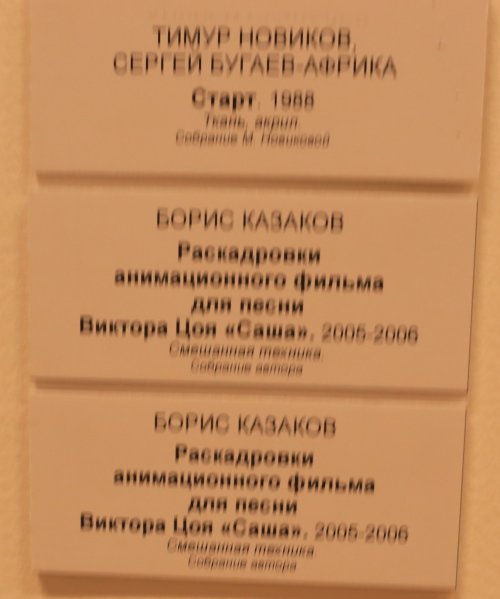 ТИМУР НОВИКОВ,
СЕРГЕЙ БУГАЕВ-АФРИКА
Старт. 1988
Ткань, акрил.
Собрание М. Новиковой
БОРИС КАЗАКОВ
Раскадровки
анимационного фильма
для песни
Виктора Цоя «Саша», 2005-2006
Смешанная техника.
Собрание автора
БОРИС КАЗАКОВ
Раскадровки
анимационного фильма
для песни
Виктора Цоя «Саша», 2005-2006
Смешанная техника
Собрание автора